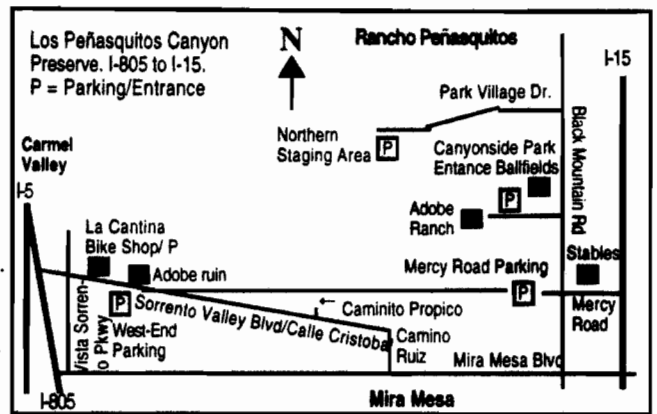 Los Peñasquitos Canyon
Preserve. I-805 to I-15.
P = Parking/Entrance
N
Rancho Peñasquitos
I-15
Park Village Dr.
Northern
Staging Area
P
Canyonside Park
Entance Ballfields
P
Black Mountain Rd
Carmel
Valley
I-5
Adobe
Ranch
La Cantina
Bike Shop/ P
Adobe ruin
Mercy Road Parking
P
Stables
Mercy
Road
P
West-End
Parking
Vista Sorren-
to Pkwy
Sorrento Valley Blvd/Calle Cristoba
Caminito Propico
Camino
Ruiz
Mira Mesa Blvd
I-805
Mira Mesa